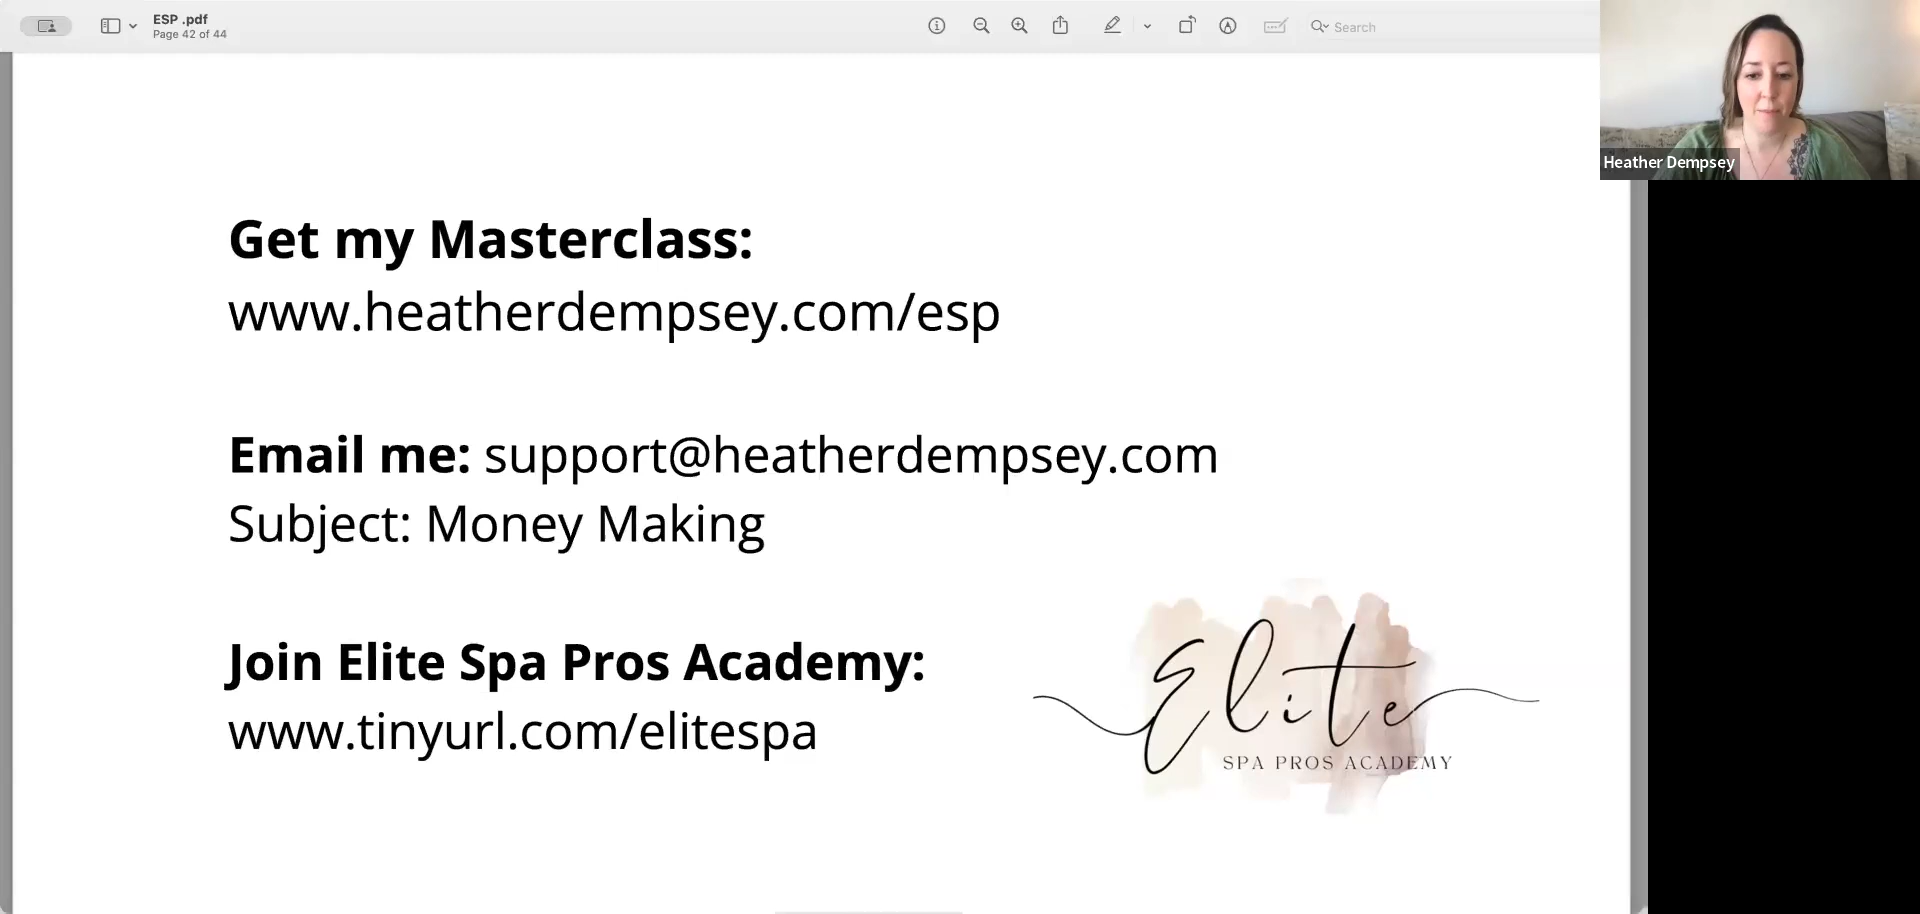 ESP .pdf
Page 42 of 44
Search
Heather Dempsey
Get my Masterclass:
www.heatherdempsey.com/esp
Email me: support@heatherdempsey.com
Subject: Money Making
Join Elite Spa Pros Academy:
www.tinyurl.com/elitespa
Elite
SPA PROS ACADEMY